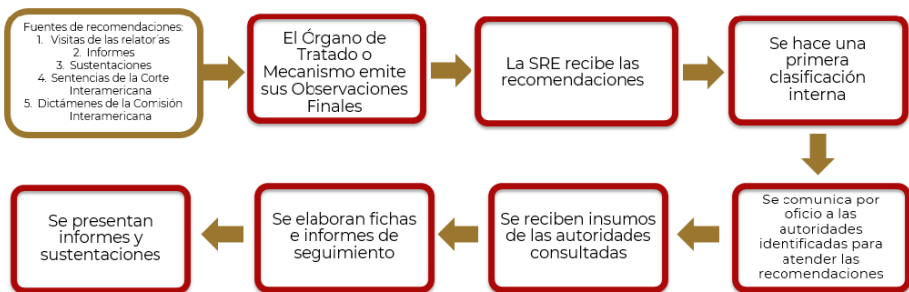 Fuentes de recomendaciones:
1. Visitas de las relatorías
2. Informes
3. Sustentaciones
4. Sentencias de la Corte
Interamericana
5. Dictámenes de la Comisión
Interamericana
El Órgano de
Tratado o
Mecanismo emite
sus Observaciones
Finales
La SRE recibe las
recomendaciones
Se hace una
primera
clasificación
interna
Se comunica por
oficio a las
autoridades
identificadas para
atender las
recomendaciones
Se reciben insumos
de las autoridades
consultadas
Se elaboran fichas
e informes de
seguimiento
Se presentan
informes y
sustentaciones